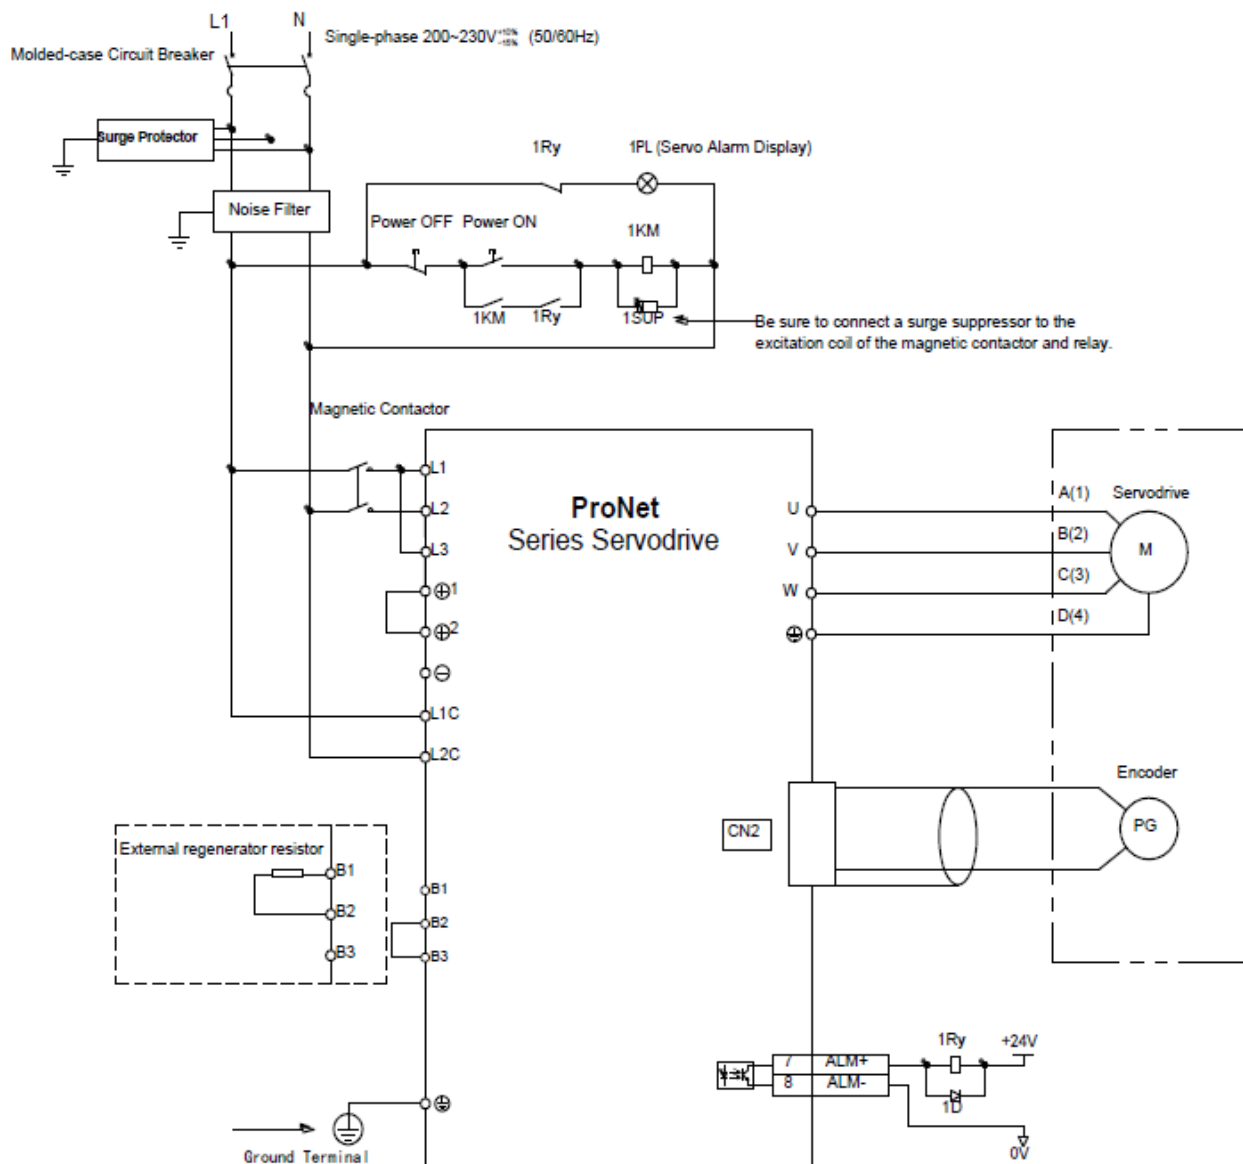 L1
N
Single-phase 200~230V+10% -15% (50/60Hz)
Molded-case Circuit Breaker
Surge Protector
1Ry
1PL (Servo Alarm Display)
Noise Filter
Power OFF
Power ON
1KM
1KM
1Ry
1SUP
Be sure to connect a surge suppressor to the
excitation coil of the magnetic contactor and relay.
Magnetic Contactor
L1
L2
L3
1
2
L1C
L2C
ProNet
Series Servodrive
U
V
W
A(1)
B(2)
C(3)
D(4)
Servodrive
M
Encoder
PG
CN2
External regenerator resistor
B1
B2
B3
B1
B2
B3
7
ALM+
8
ALM-
1Ry
+24V
1D
0V
Ground Terminal